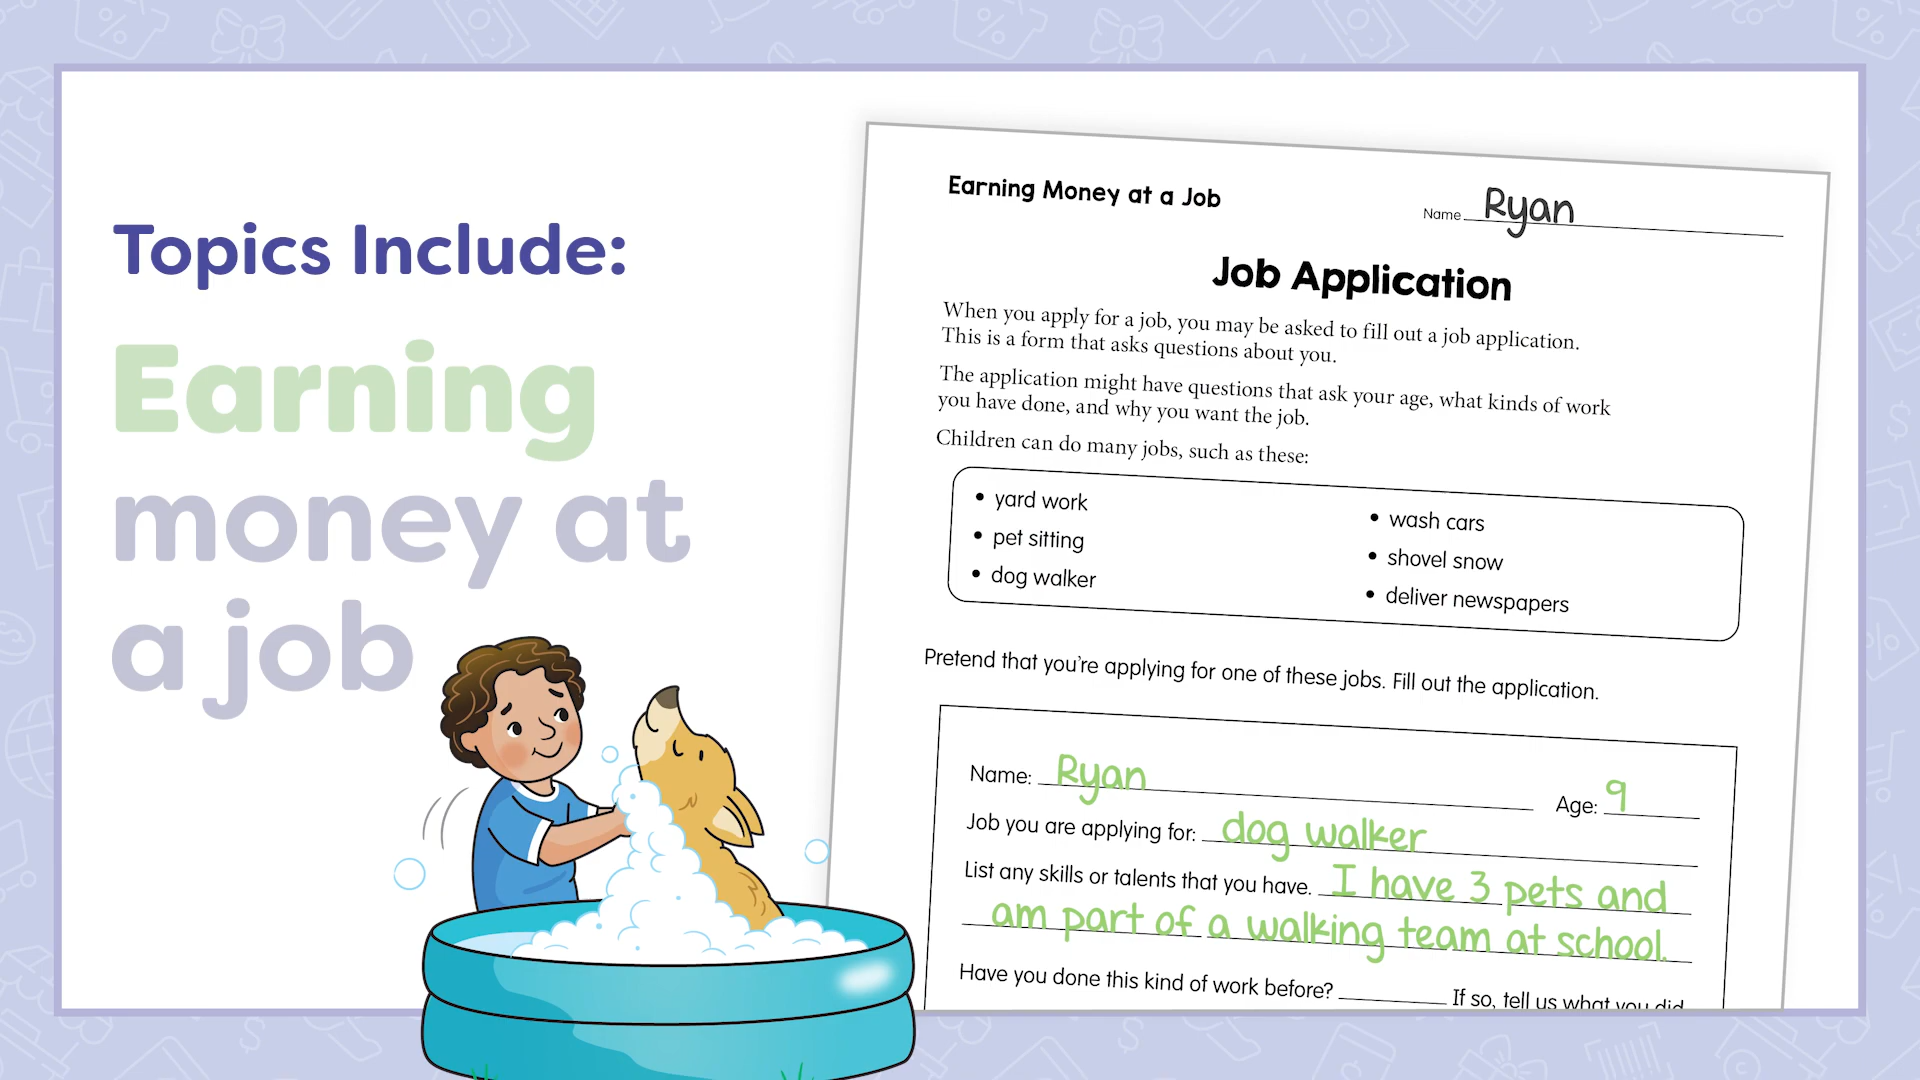 Topics Include:
Earning
money at
a job
Earning Money at a Job
Name Ryan
Job Application
When you apply for a job, you may be asked to fill out a job application.
This is a form that asks questions about you.
The application might have questions that ask your age, what kinds of work
you have done, and why you want the job.
Children can do many jobs, such as these:
• yard work
• pet sitting
• dog walker
• wash cars
• shovel snow
• deliver newspapers
Pretend that you're applying for one of these jobs. Fill out the application.
Name: Ryan Age: 9
Job you are applying for: dog walker
List any skills or talents that you have. I have 3 pets and
am part of a walking team at school.
Have you done this kind of work before? If so, tell us what you did